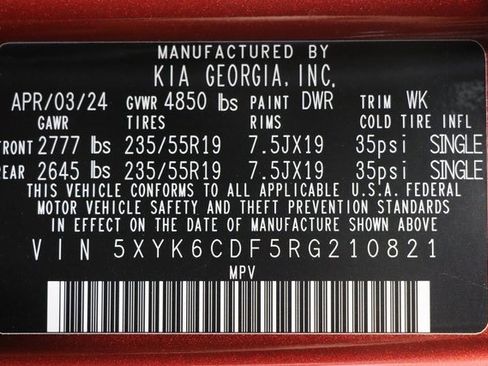 MANUFACTURED BY
KIA GEORGIA, INC.
APR/03/24 GVWR 4850 lbs PAINT DWR TRIM WK
GAWR TIRES RIMS COLD TIRE INFL
FRONT 2777 lbs 235/55R19 7.5JX19 35psi SINGLE
REAR 2645 lbs 235/55R19 7.5JX19 35psi SINGLE
THIS VEHICLE CONFORMS TO ALL APPLICABLE U.S.A. FEDERAL
MOTOR VEHICLE SAFETY AND THEFT PREVENTION STANDARDS
IN EFFECT ON THE DATE OF MANUFACTURE SHOWN ABOVE
VIN 5XYK6CDF5RG210821
MPV